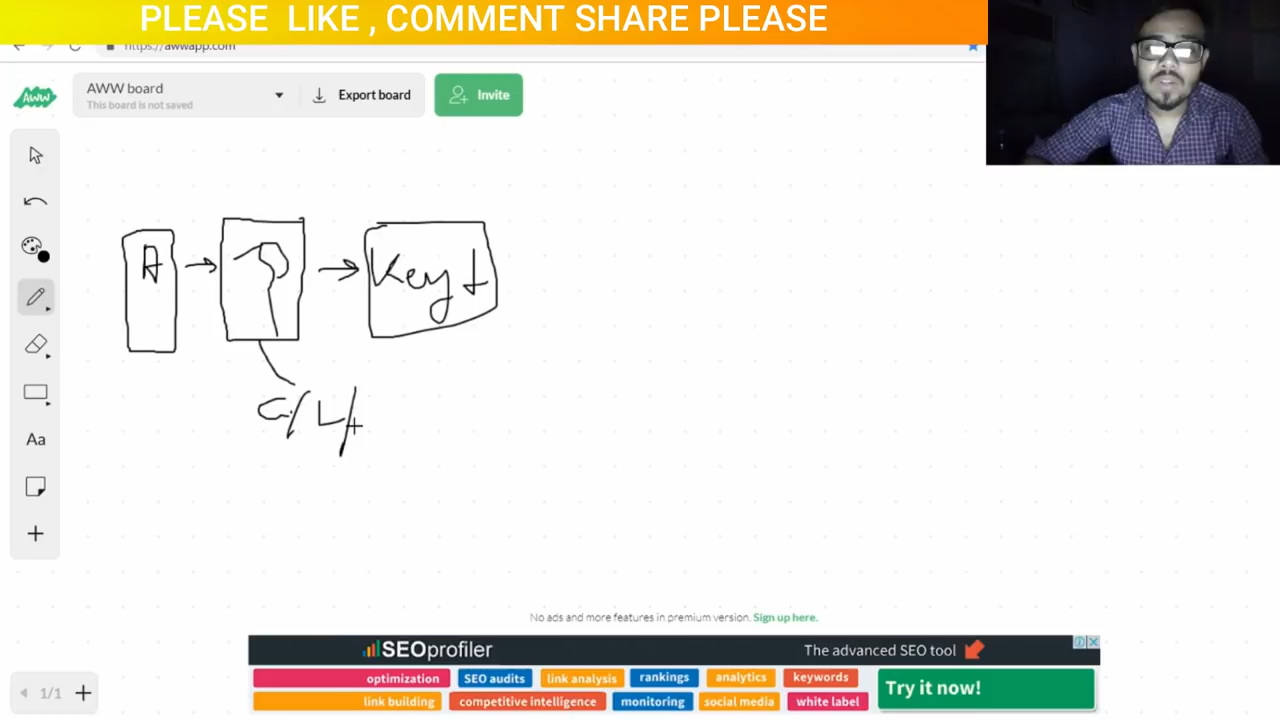 PLEASE LIKE , COMMENT SHARE PLEASE
https://awwapp.com
AWW
AWW board
This board is not saved
Export board
Invite
A
?
Key 1
C/L/
Aa
No ads and more features in premium version. Sign up here.
SEOprofiler
The advanced SEO tool
optimization
SEO audits
link analysis
rankings
analytics
keywords
link building
competitive intelligence
monitoring
social media
white label
Try it now!
1/1